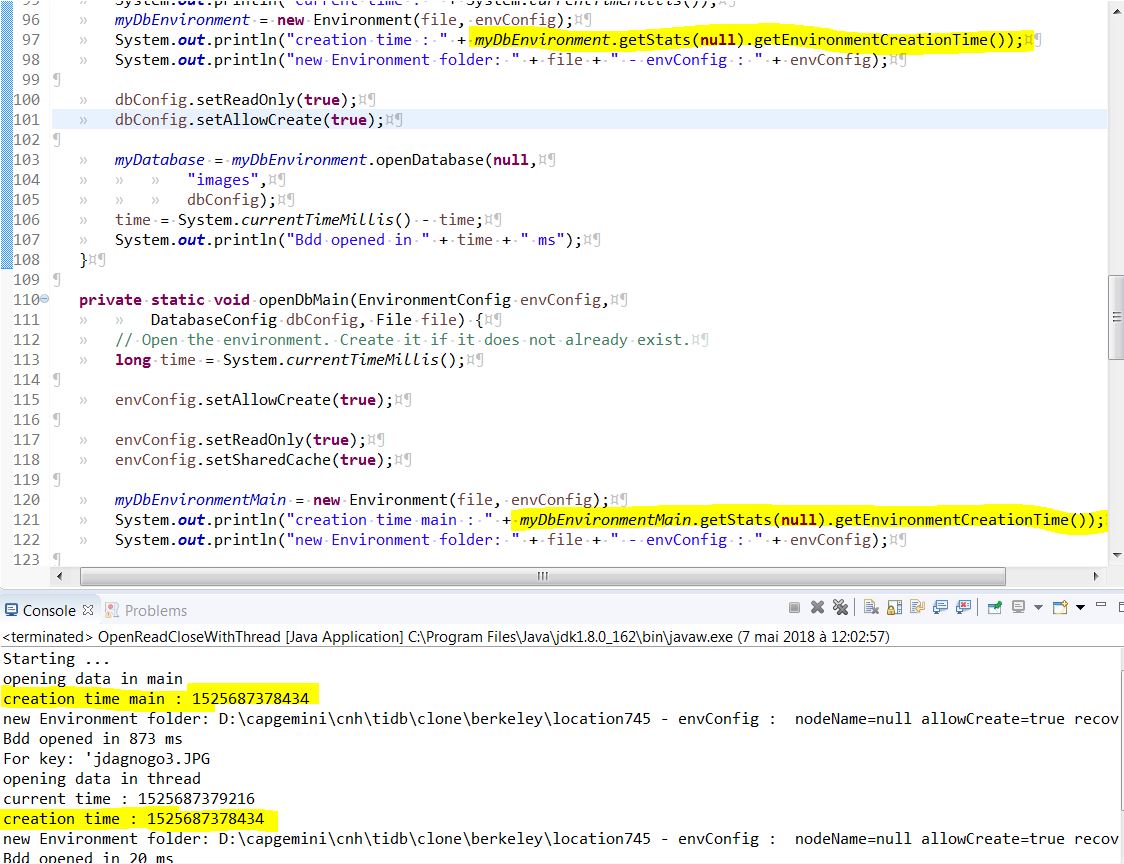 96 myDbEnvironment = new Environment(file, envConfig);
97 System.out.println("creation time : " + myDbEnvironment.getStats(null).getEnvironmentCreationTime());
98 System.out.println("new Environment folder: " + file + " - envConfig : " + envConfig);
99
100 dbConfig.setReadOnly(true);
101 dbConfig.setAllowCreate(true);
102
103 myDatabase = myDbEnvironment.openDatabase(null,
104 "images",
105 dbConfig);
106 time = System.currentTimeMillis() - time;
107 System.out.println("Bdd opened in " + time + " ms");
108 }
109
110 private static void openDbMain(EnvironmentConfig envConfig,
111 DatabaseConfig dbConfig, File file) {
112 // Open the environment. Create it if it does not already exist.
113 long time = System.currentTimeMillis();
114
115 envConfig.setAllowCreate(true);
116
117 envConfig.setReadOnly(true);
118 envConfig.setSharedCache(true);
119
120 myDbEnvironmentMain = new Environment(file, envConfig);
121 System.out.println("creation time main : " + myDbEnvironmentMain.getStats(null).getEnvironmentCreationTime());
122 System.out.println("new Environment folder: " + file + " - envConfig : " + envConfig);
123
Console Problems
<terminated> OpenReadCloseWithThread [Java Application] C:\Program Files\Java\jdk1.8.0_162\bin\javaw.exe (7 mai 2018 à 12:02:57)
Starting ...
opening data in main
creation time main : 1525687378434
new Environment folder: D:\capgemini\cnh\tidb\clone\berkeley\location745 - envConfig :  nodeName=null allowCreate=true recov
Bdd opened in 873 ms
For key: 'jdagnogo3.JPG
opening data in thread
current time : 1525687379216
creation time : 1525687378434
new Environment folder: D:\capgemini\cnh\tidb\clone\berkeley\location745 - envConfig :  nodeName=null allowCreate=true recov
Bdd opened in 20 ms